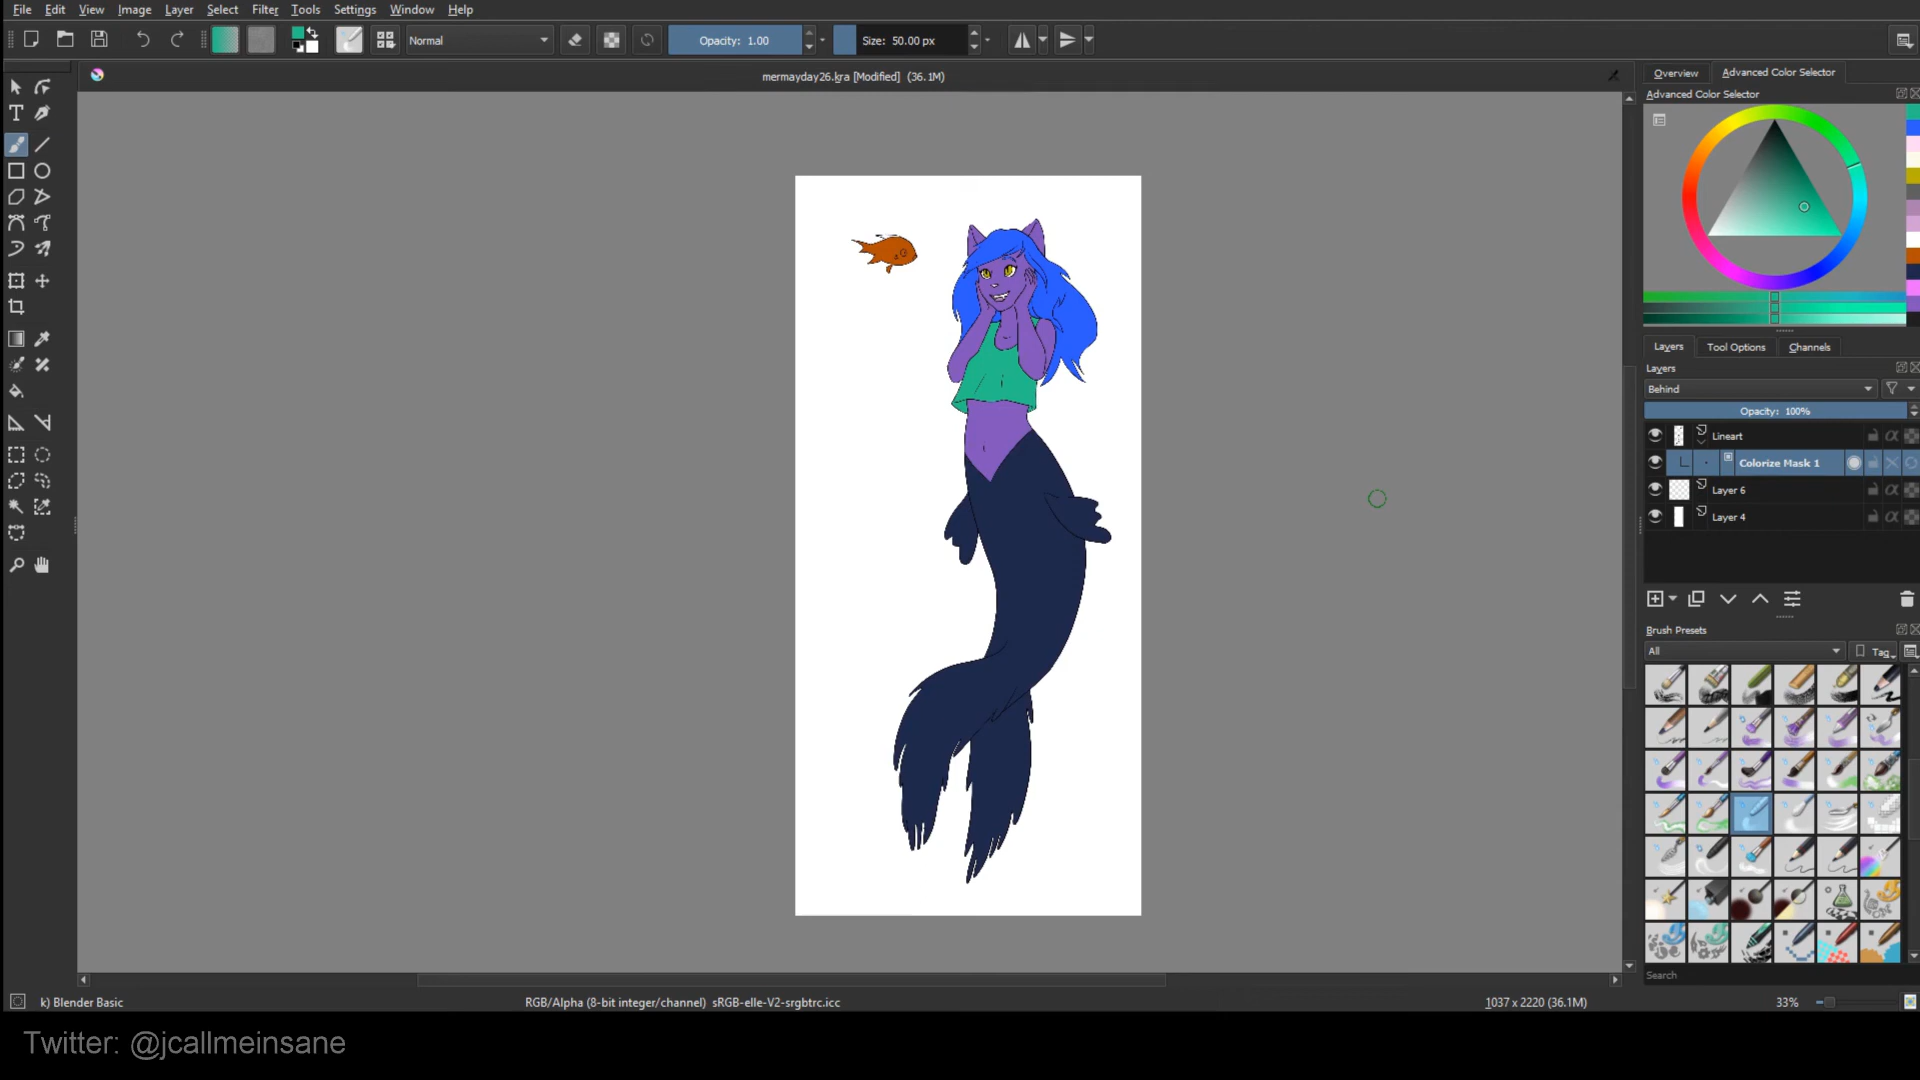 File Edit View Image Layer Select Filter Tools Settings Window Help
Normal Opacity: 1.00 Size: 50.00 px
mermayday26.kra [Modified] (36.1M)
Overview Advanced Color Selector
Advanced Color Selector
Layers Tool Options Channels
Layers
Behind
Opacity: 100%
Lineart
Colorize Mask 1
Layer 6
Layer 4
Brush Presets
All Tag
Search
k) Blender Basic RGB/Alpha (8-bit integer/channel) sRGB-elle-V2-srgbtrc.icc 1037 x 2220 (36.1M) 33%
Twitter: @jcallmeinsane